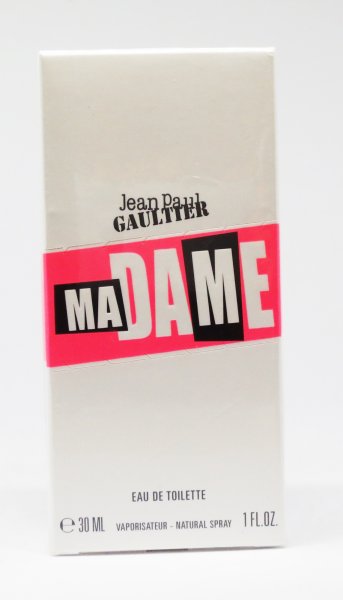 Jean Paul
GAULTIER
MADAME
EAU DE TOILETTE
℮ 30 ML VAPORISATEUR - NATURAL SPRAY 1 FL.OZ.